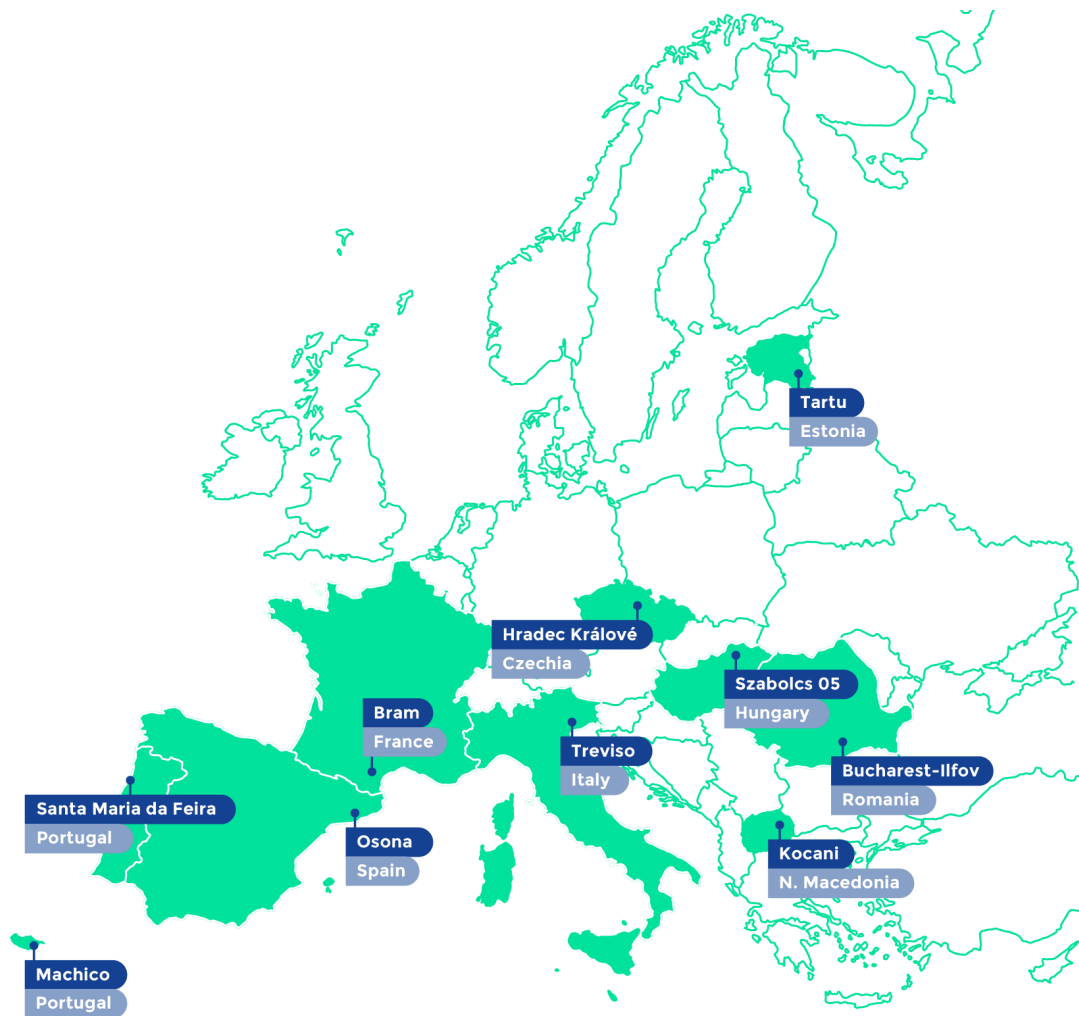 Tartu
Estonia
Hradec Králové
Czechia
Szabolcs 05
Hungary
Bram
France
Treviso
Italy
Bucharest-Ilfov
Romania
Santa Maria da Feira
Portugal
Osona
Spain
Kocani
N. Macedonia
Machico
Portugal